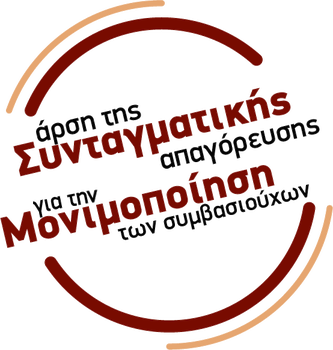 άρση της
Συνταγματικής
απαγόρευσης
για την
Μονιμοποίηση
των συμβασιούχων